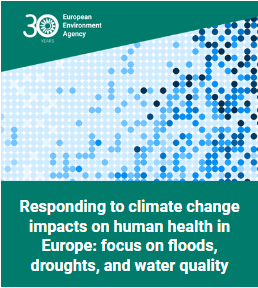 30
YEARS
European
Environment
Agency
Responding to climate change
impacts on human health in
Europe: focus on floods,
droughts, and water quality